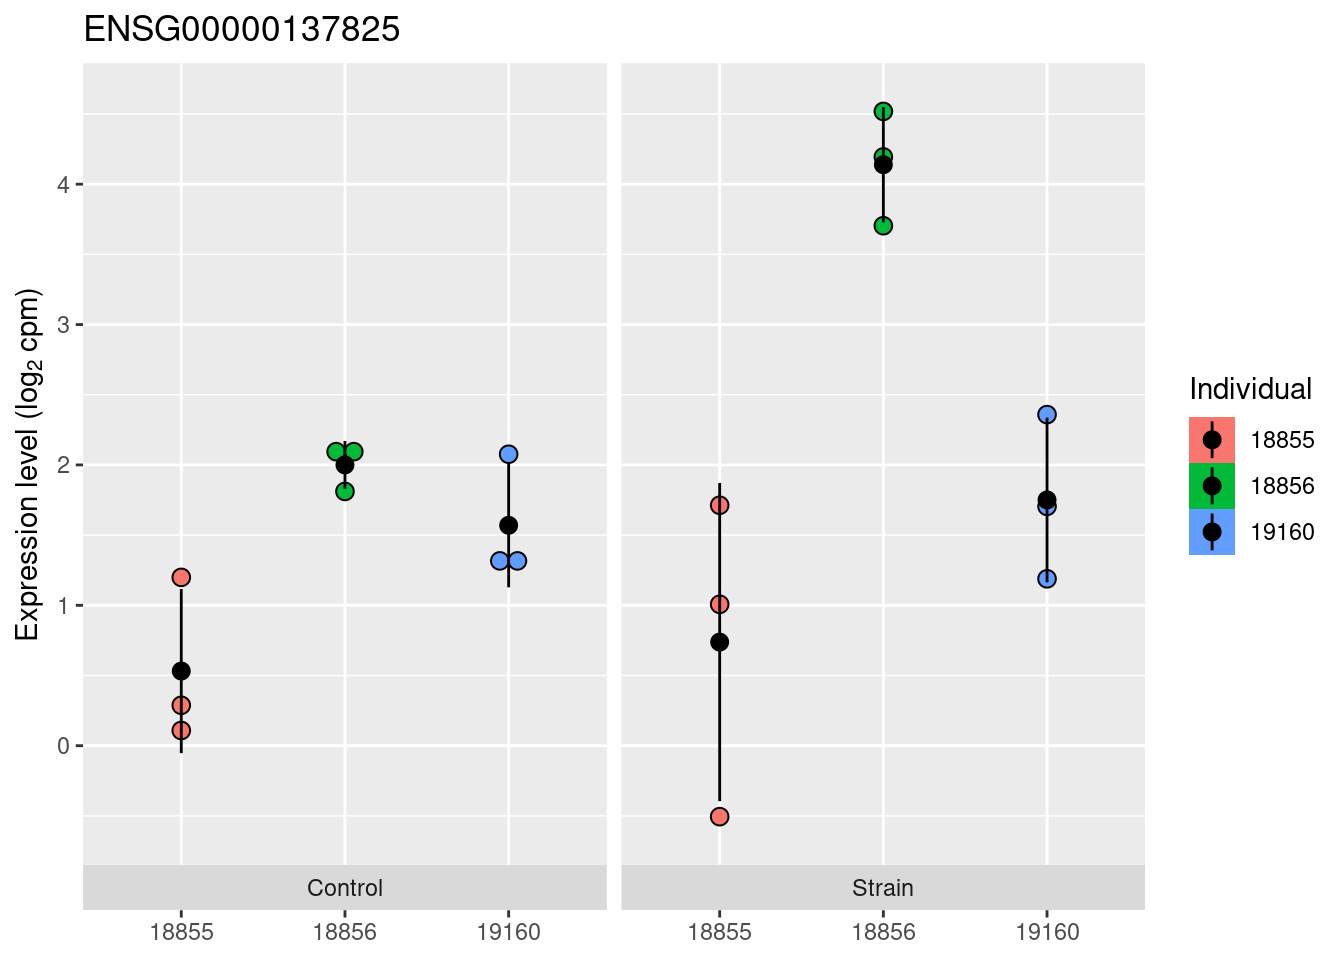 ENSG00000137825
Expression level (log₂ cpm)
4
3
2
1
0
Control
Strain
18855
18856
19160
18855
18856
19160
Individual
18855
18856
19160